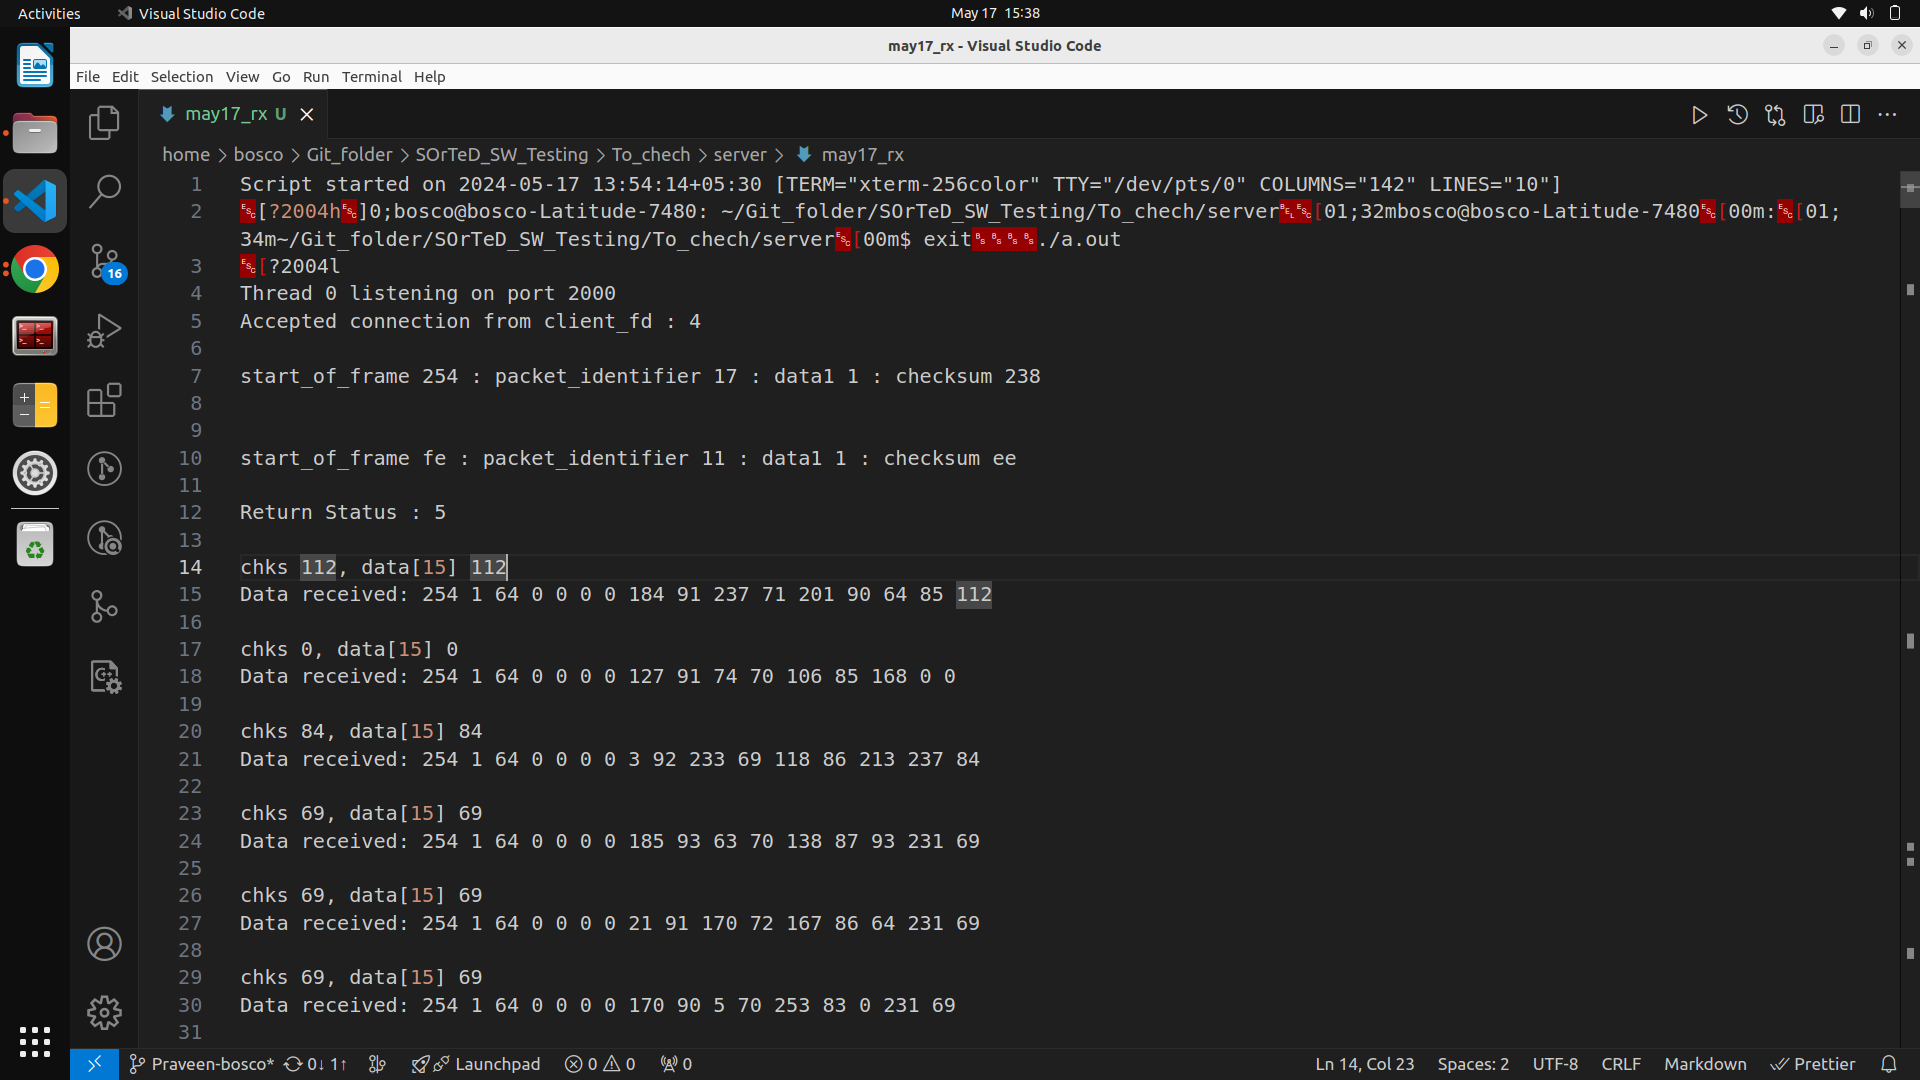 Activities Visual Studio Code May 17 15:38
may17_rx - Visual Studio Code
File Edit Selection View Go Run Terminal Help
may17_rx U
home > bosco > Git_folder > SOrTeD_SW_Testing > To_chech > server > may17_rx
1 Script started on 2024-05-17 13:54:14+05:30 [TERM="xterm-256color" TTY="/dev/pts/0" COLUMNS="142" LINES="10"]
2 ESC[?2004hESC]0;bosco@bosco-Latitude-7480: ~/Git_folder/SOrTeD_SW_Testing/To_chech/serverBELESC[01;32mbosco@bosco-Latitude-7480ESC[00m:ESC[01;
34m~/Git_folder/SOrTeD_SW_Testing/To_chech/serverESC[00m$ exitBSBSBSBS./a.out
3 ESC[?2004l
4 Thread 0 listening on port 2000
5 Accepted connection from client_fd : 4
6
7 start_of_frame 254 : packet_identifier 17 : data1 1 : checksum 238
8
9
10 start_of_frame fe : packet_identifier 11 : data1 1 : checksum ee
11
12 Return Status : 5
13
14 chks 112, data[15] 112
15 Data received: 254 1 64 0 0 0 0 184 91 237 71 201 90 64 85 112
16
17 chks 0, data[15] 0
18 Data received: 254 1 64 0 0 0 0 127 91 74 70 106 85 168 0 0
19
20 chks 84, data[15] 84
21 Data received: 254 1 64 0 0 0 0 3 92 233 69 118 86 213 237 84
22
23 chks 69, data[15] 69
24 Data received: 254 1 64 0 0 0 0 185 93 63 70 138 87 93 231 69
25
26 chks 69, data[15] 69
27 Data received: 254 1 64 0 0 0 0 21 91 170 72 167 86 64 231 69
28
29 chks 69, data[15] 69
30 Data received: 254 1 64 0 0 0 0 170 90 5 70 253 83 0 231 69
31
16
Praveen-bosco* 0↓ 1↑ Launchpad 0 0 0 Ln 14, Col 23 Spaces: 2 UTF-8 CRLF Markdown Prettier